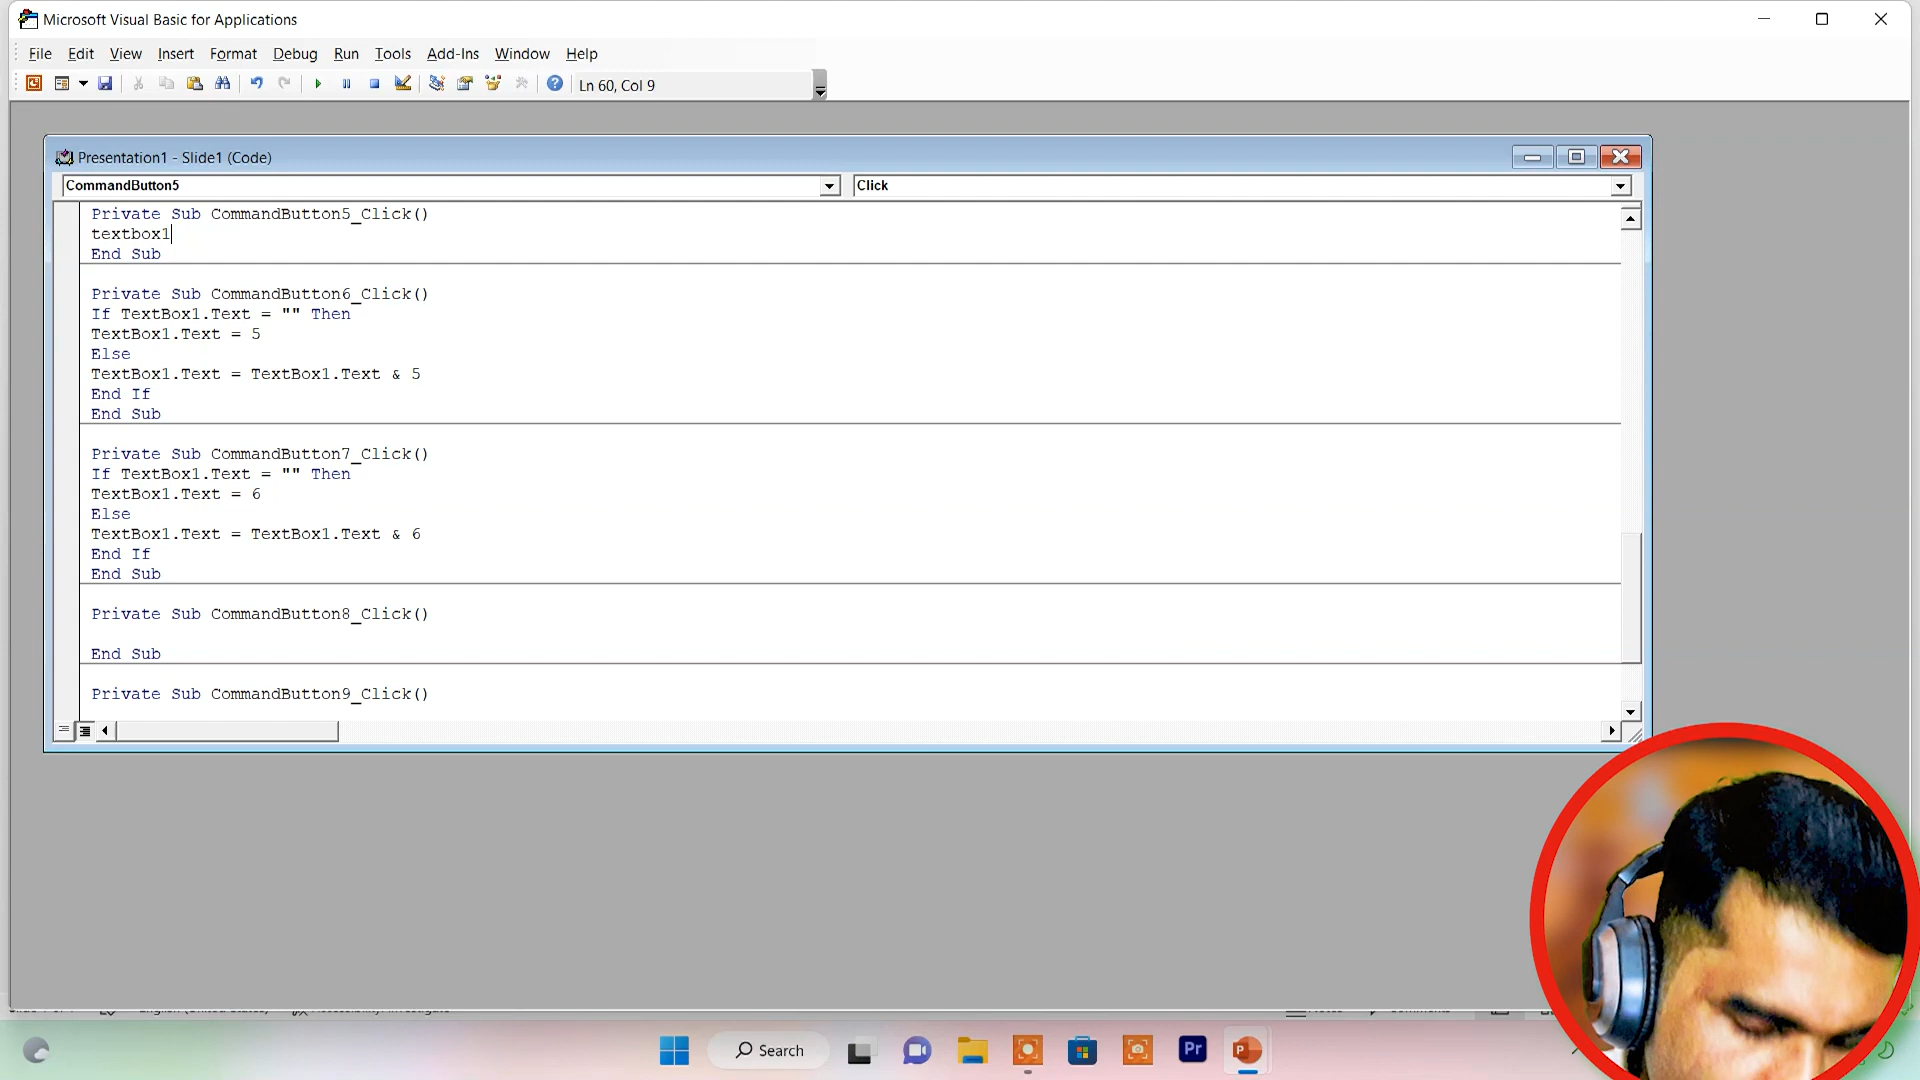 Microsoft Visual Basic for Applications
File Edit View Insert Format Debug Run Tools Add-Ins Window Help
Ln 60, Col 9
Presentation1 - Slide1 (Code)
CommandButton5 Click
Private Sub CommandButton5_Click()
textbox1
End Sub
Private Sub CommandButton6_Click()
If TextBox1.Text = "" Then
TextBox1.Text = 5
Else
TextBox1.Text = TextBox1.Text & 5
End If
End Sub
Private Sub CommandButton7_Click()
If TextBox1.Text = "" Then
TextBox1.Text = 6
Else
TextBox1.Text = TextBox1.Text & 6
End If
End Sub
Private Sub CommandButton8_Click()
End Sub
Private Sub CommandButton9_Click()
Search
Pr
P